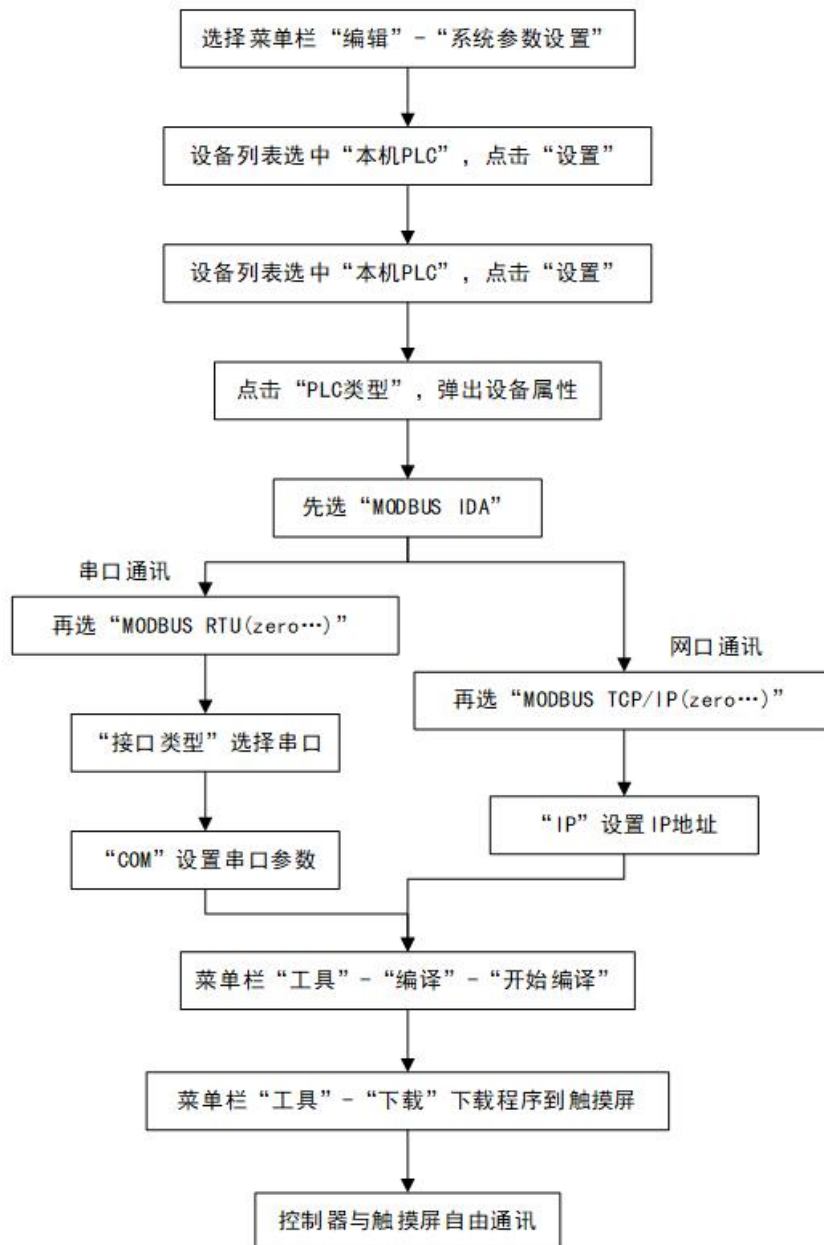 选择菜单栏“编辑”-“系统参数设置”
设备列表选中“本机PLC”，点击“设置”
设备列表选中“本机PLC”，点击“设置”
点击“PLC类型”，弹出设备属性
先选“MODBUS IDA”
串口通讯
再选“MODBUS RTU(zero…)”
“接口类型”选择串口
“COM”设置串口参数
网口通讯
再选“MODBUS TCP/IP(zero…)”
“IP”设置IP地址
菜单栏“工具”-“编译”-“开始编译”
菜单栏“工具”-“下载”下载程序到触摸屏
控制器与触摸屏自由通讯